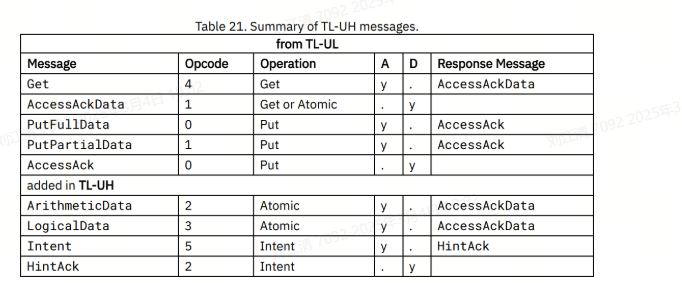 Table 21. Summary of TL-UH messages.
from TL-UL
Message Opcode Operation A D Response Message
Get 4 Get y . AccessAckData
AccessAckData 1 Get or Atomic . y
PutFullData 0 Put y . AccessAck
PutPartialData 1 Put y . AccessAck
AccessAck 0 Put . y
added in TL-UH
ArithmeticData 2 Atomic y . AccessAckData
LogicalData 3 Atomic y . AccessAckData
Intent 5 Intent y . HintAck
HintAck 2 Intent . y